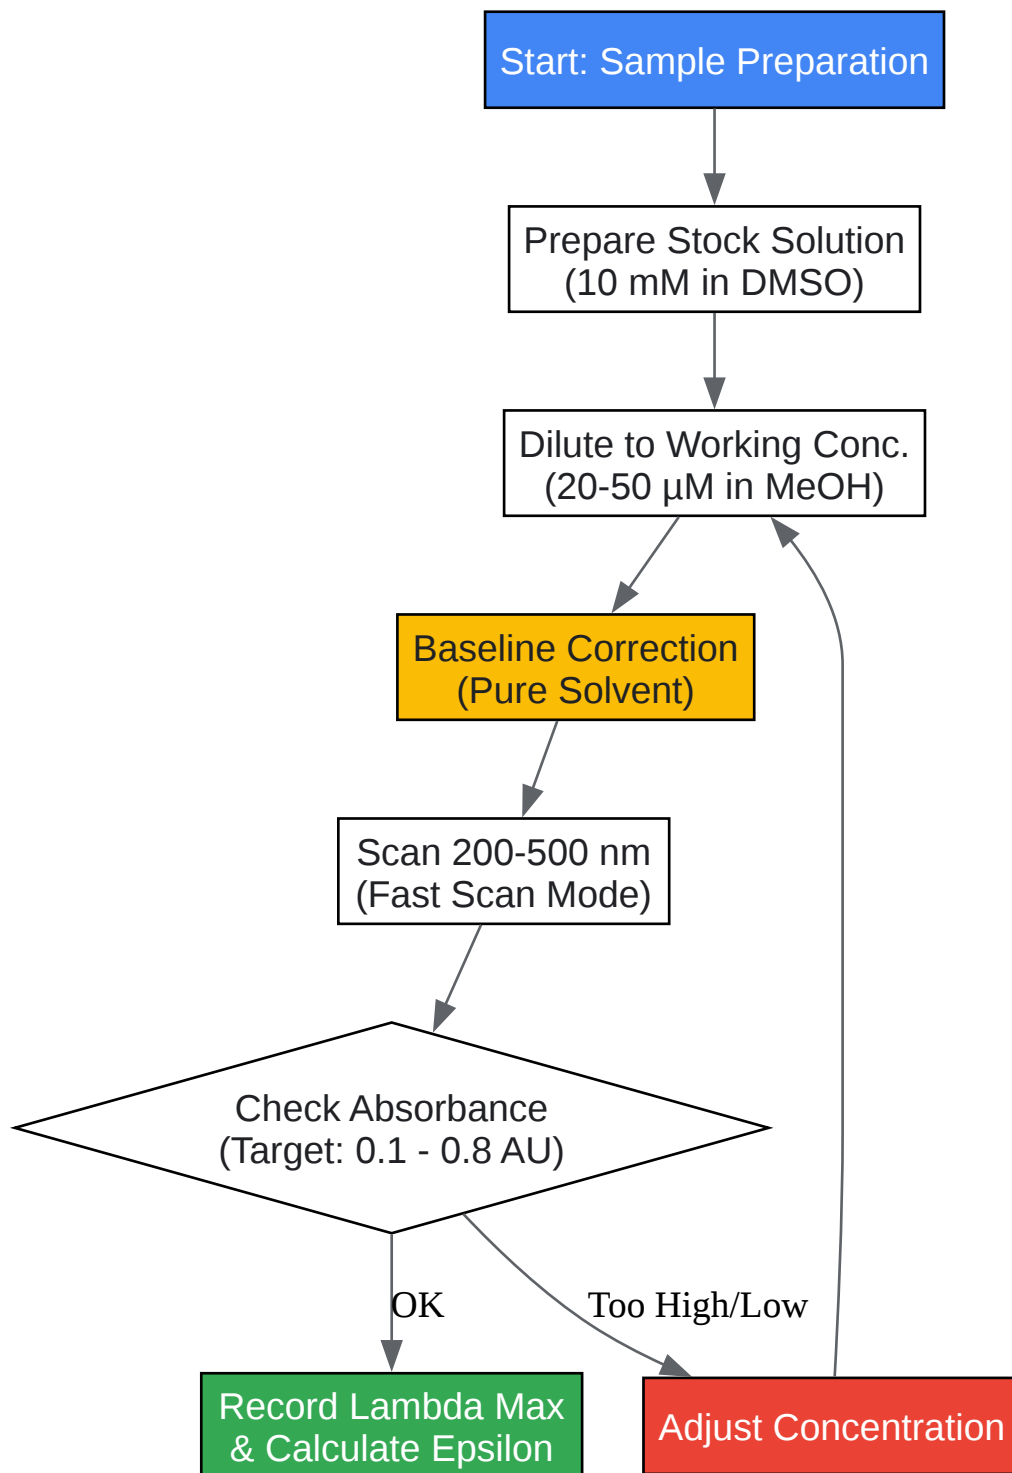 Start: Sample Preparation
Prepare Stock Solution
(10 mM in DMSO)
Dilute to Working Conc.
(20-50 µM in MeOH)
Baseline Correction
(Pure Solvent)
Scan 200-500 nm
(Fast Scan Mode)
Check Absorbance
(Target: 0.1 - 0.8 AU)
OK
Too High/Low
Record Lambda Max
& Calculate Epsilon
Adjust Concentration